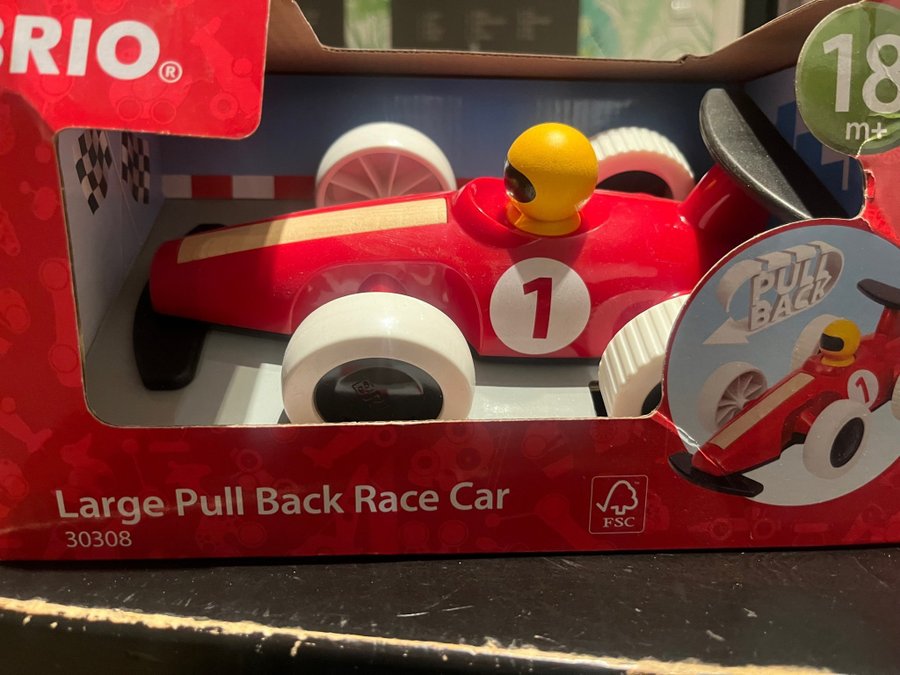 BRIO®
18
m+
1
PULL
BACK
1
Large Pull Back Race Car
30308
FSC